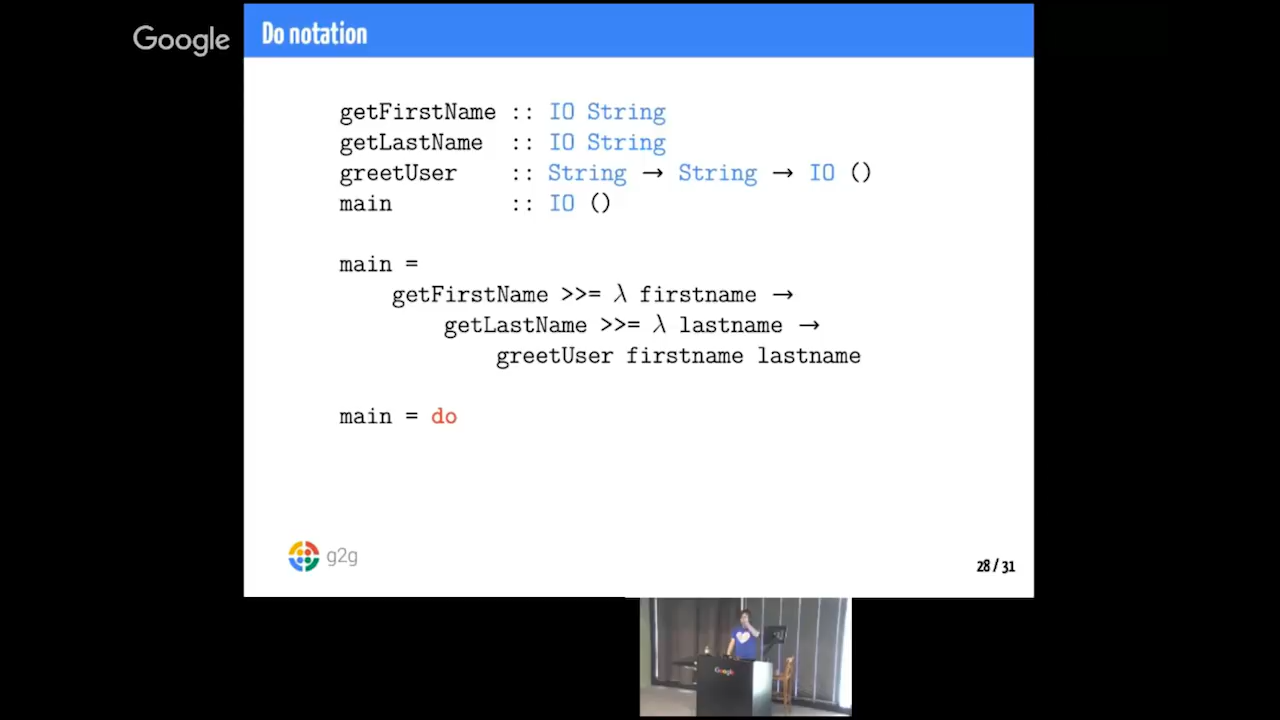 Google
Do notation
getFirstName :: IO String
getLastName :: IO String
greetUser :: String → String → IO ()
main :: IO ()
main =
getFirstName >>= λ firstname →
getLastName >>= λ lastname →
greetUser firstname lastname
main = do
g2g
28 / 31
Google